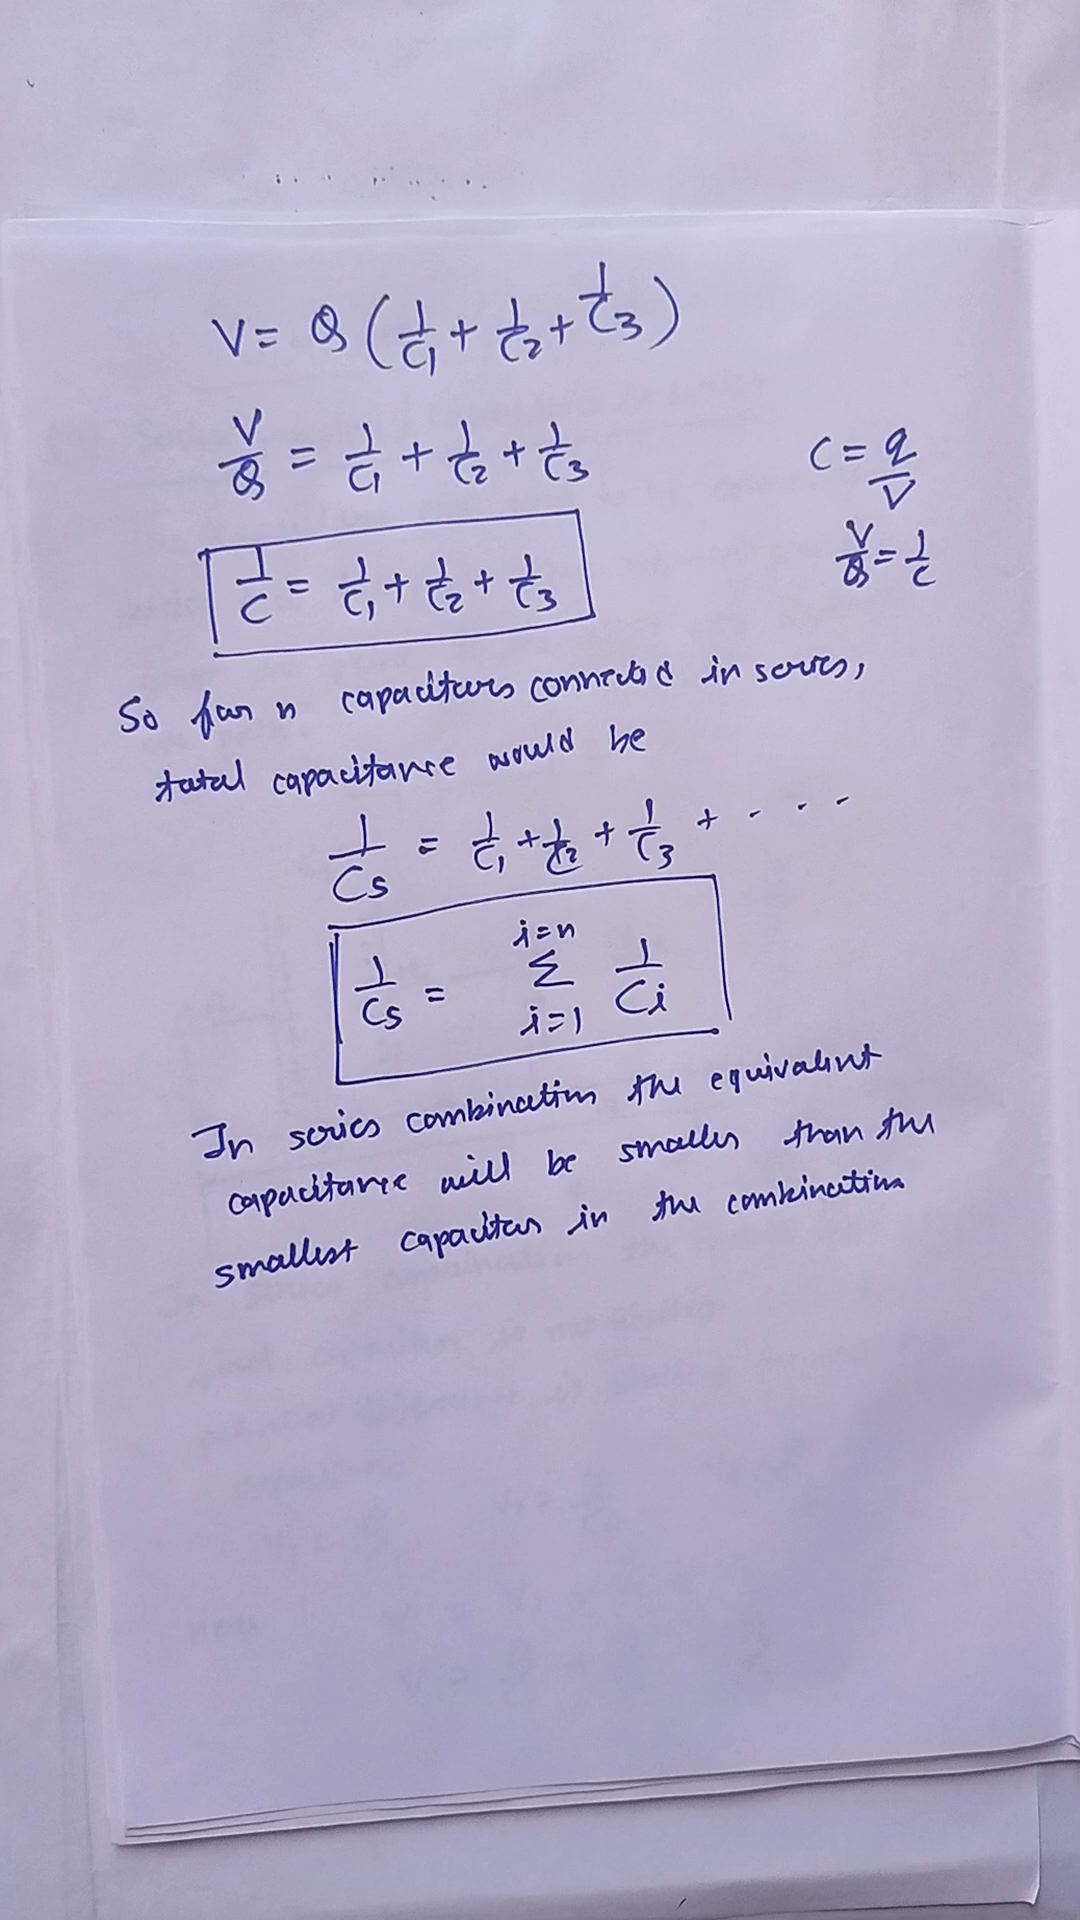 V = Q (1/C1 + 1/C2 + 1/C3)
V/Q = 1/C1 + 1/C2 + 1/C3
C = q/V
1/C = 1/C1 + 1/C2 + 1/C3
V/Q = 1/C
So for n capacitors connected in series,
total capacitance would be
1/Cs = 1/C1 + 1/C2 + 1/C3 + - - - -
1/Cs = i=n Σ i=1 1/Ci
In series combination the equivalent
capacitance will be smaller than the
smallest capacitor in the combination